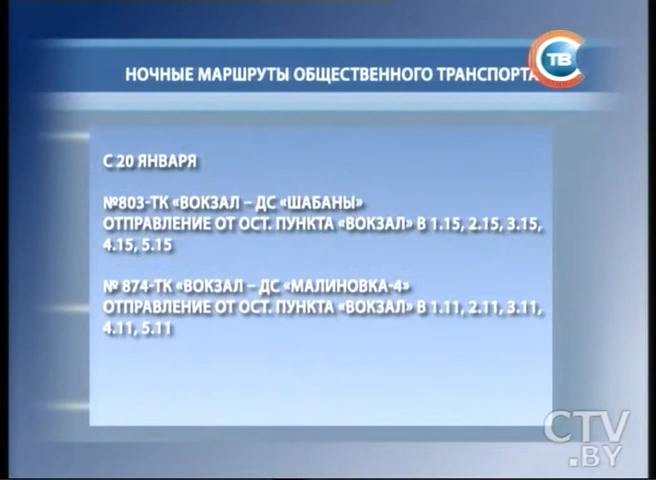 СТВ
НОЧНЫЕ МАРШРУТЫ ОБЩЕСТВЕННОГО ТРАНСПОРТА
С 20 ЯНВАРЯ
№803-ТК «ВОКЗАЛ – ДС «ШАБАНЫ»
ОТПРАВЛЕНИЕ ОТ ОСТ. ПУНКТА «ВОКЗАЛ» В 1.15, 2.15, 3.15,
4.15, 5.15
№ 874-ТК «ВОКЗАЛ – ДС «МАЛИНОВКА-4»
ОТПРАВЛЕНИЕ ОТ ОСТ. ПУНКТА «ВОКЗАЛ» В 1.11, 2.11, 3.11,
4.11, 5.11
CTV
.BY